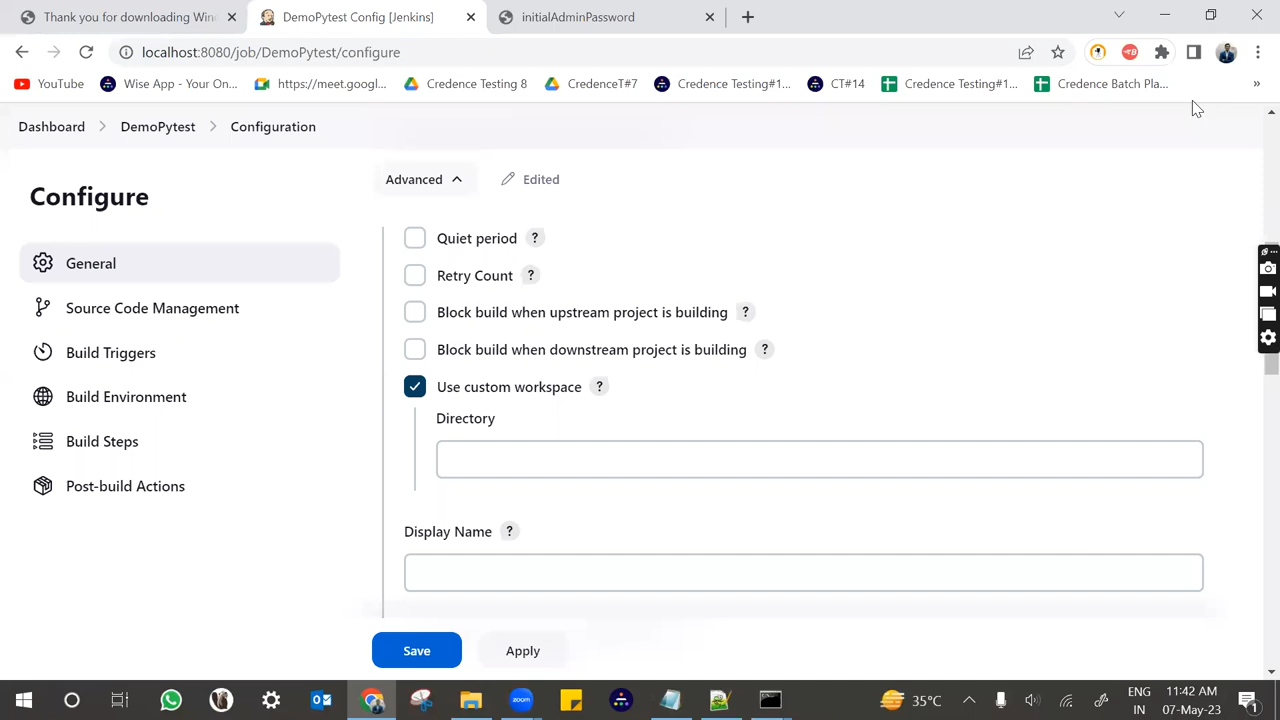 Thank you for downloading Win
DemoPytest Config [Jenkins]
initialAdminPassword
localhost:8080/job/DemoPytest/configure
YouTube
Wise App - Your On...
https://meet.googl...
Credence Testing 8
CredenceT#7
Credence Testing#1...
CT#14
Credence Testing#1...
Credence Batch Pla...
»
Dashboard > DemoPytest > Configuration
Configure
General
Source Code Management
Build Triggers
Build Environment
Build Steps
Post-build Actions
Advanced
Edited
Quiet period ?
Retry Count ?
Block build when upstream project is building ?
Block build when downstream project is building ?
Use custom workspace ?
Directory
Display Name ?
Save
Apply
35°C
ENG
IN
11:42 AM
07-May-23
1